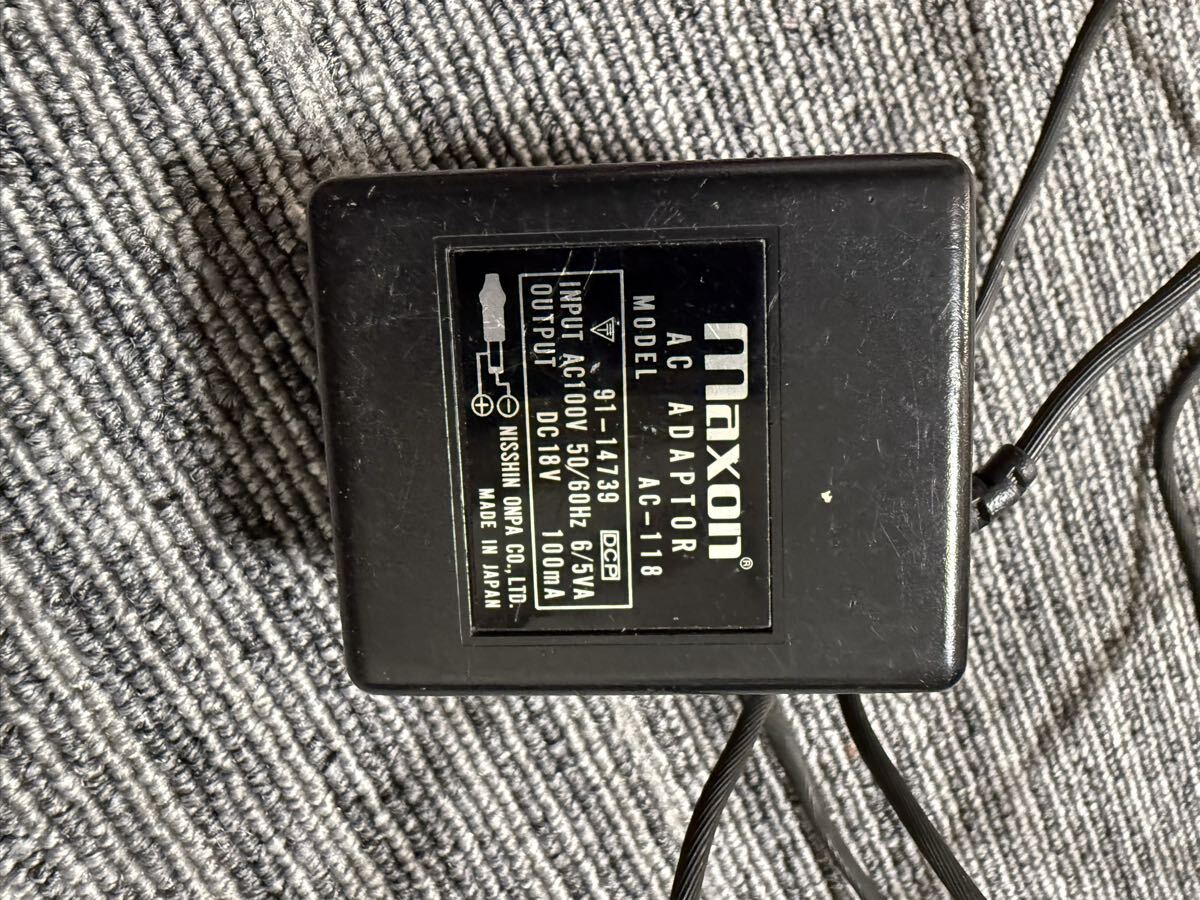 maxon®
AC ADAPTOR
MODEL AC-118
91-14739 DCP
INPUT AC100V 50/60Hz 6/5VA
OUTPUT DC18V 100mA
NISSHIN ONPA CO., LTD.
MADE IN JAPAN